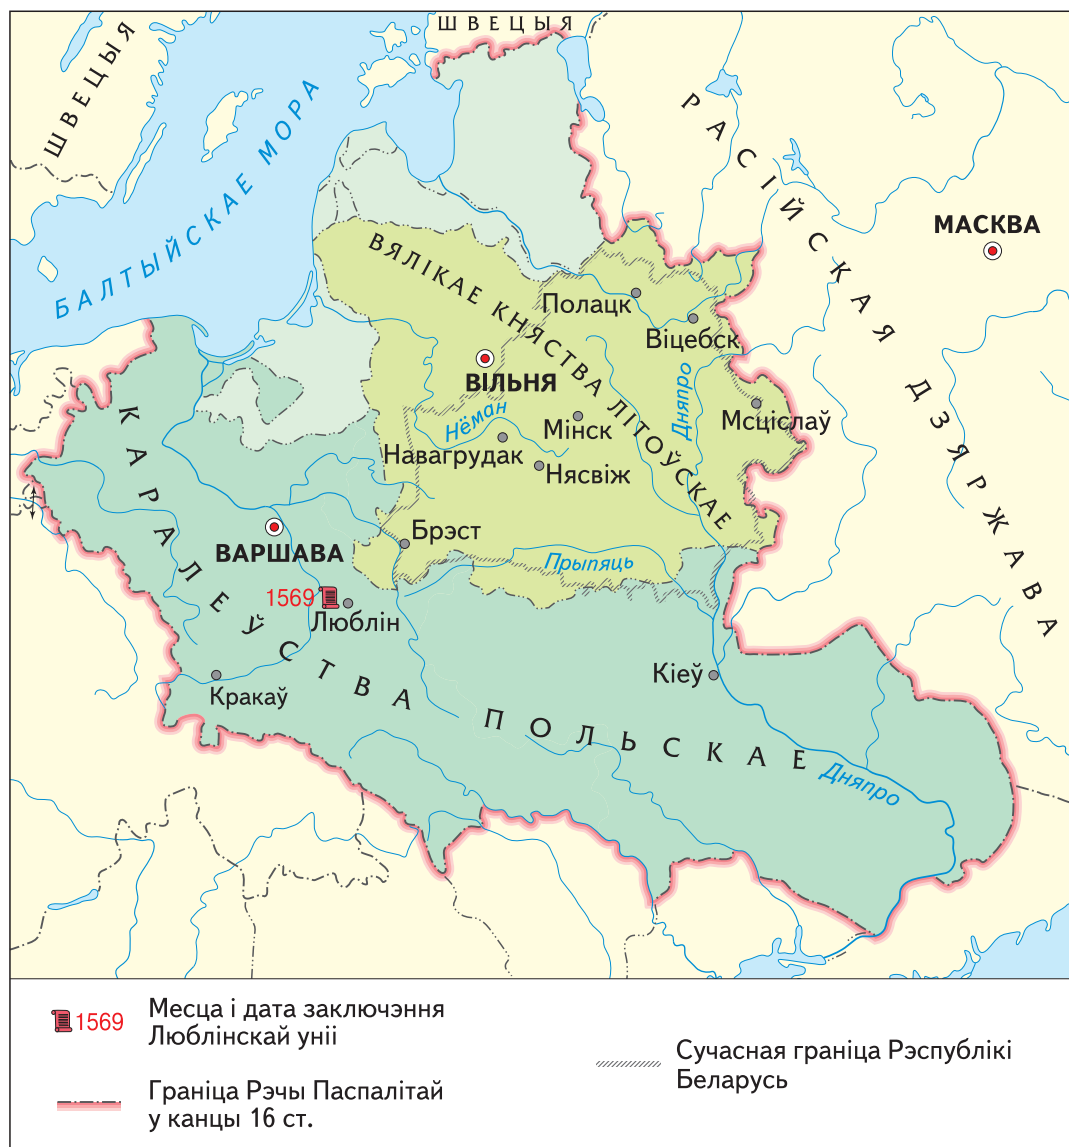 ШВЕЦЫЯ
ШВЕЦЫЯ
БАЛТЫЙСКАЕ МОРА
РАСІЙСКАЯ ДЗЯРЖАВА
МАСКВА
ВЯЛІКАЕ КНЯСТВА ЛІТОЎСКАЕ
Полацк
Віцебск
ВІЛЬНЯ
Дняпро
Мсціслаў
Нёман
Мінск
Навагрудак
Нясвіж
КАРАЛЕЎСТВА ПОЛЬСКАЕ
ВАРШАВА
Брэст
Прыпяць
1569
Люблін
Кіеў
Кракаў
Дняпро
1569
Месца і дата заключэння
Люблінскай уніі
Граніца Рэчы Паспалітай
у канцы 16 ст.
Сучасная граніца Рэспублікі
Беларусь